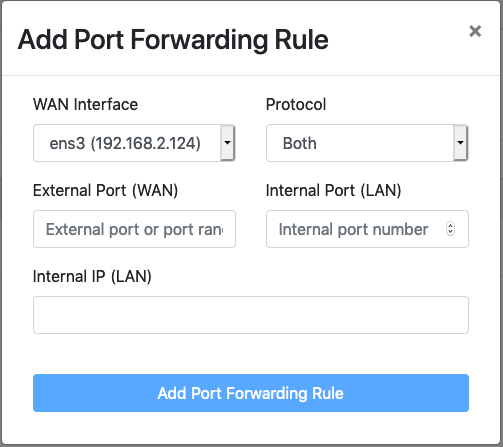 Add Port Forwarding Rule
×
WAN Interface
Protocol
ens3 (192.168.2.124)
Both
External Port (WAN)
Internal Port (LAN)
External port or port ran
Internal port number
Internal IP (LAN)
Add Port Forwarding Rule